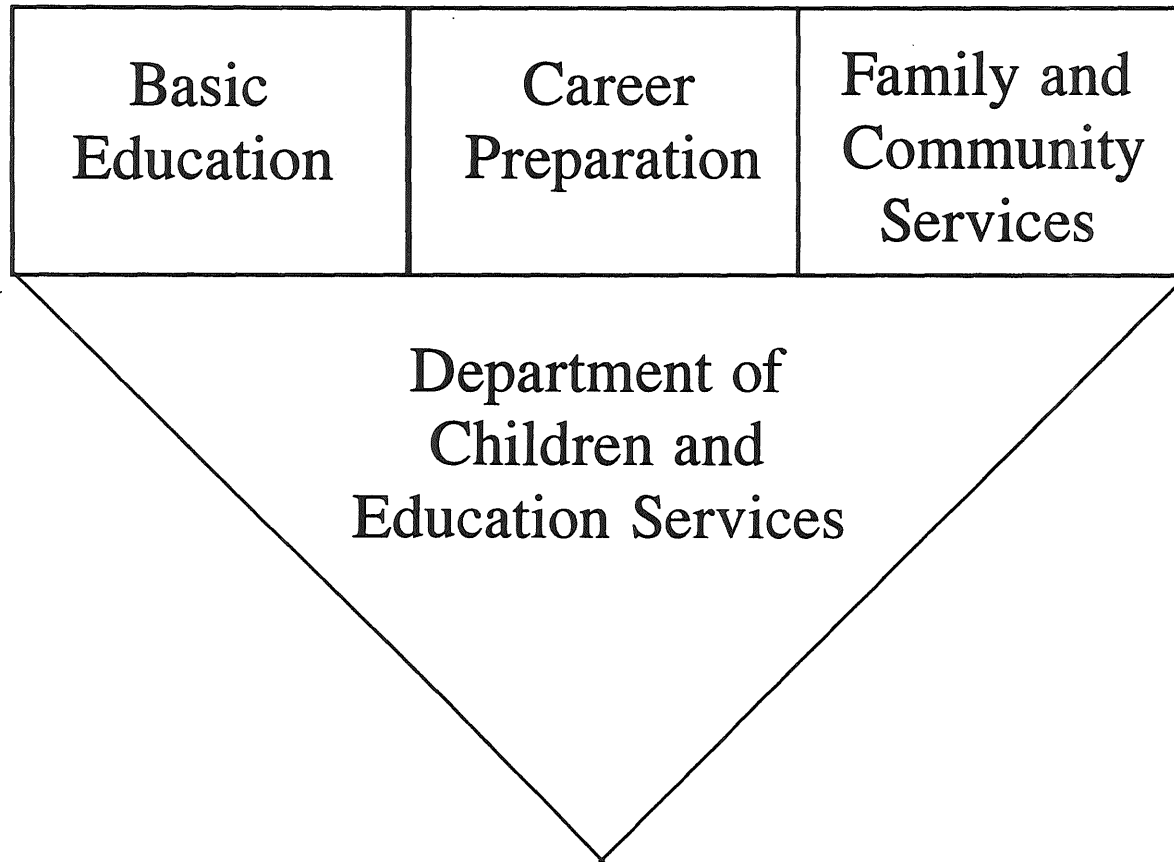 Basic
Education
Career
Preparation
Family and
Community
Services
Department of
Children and
Education Services